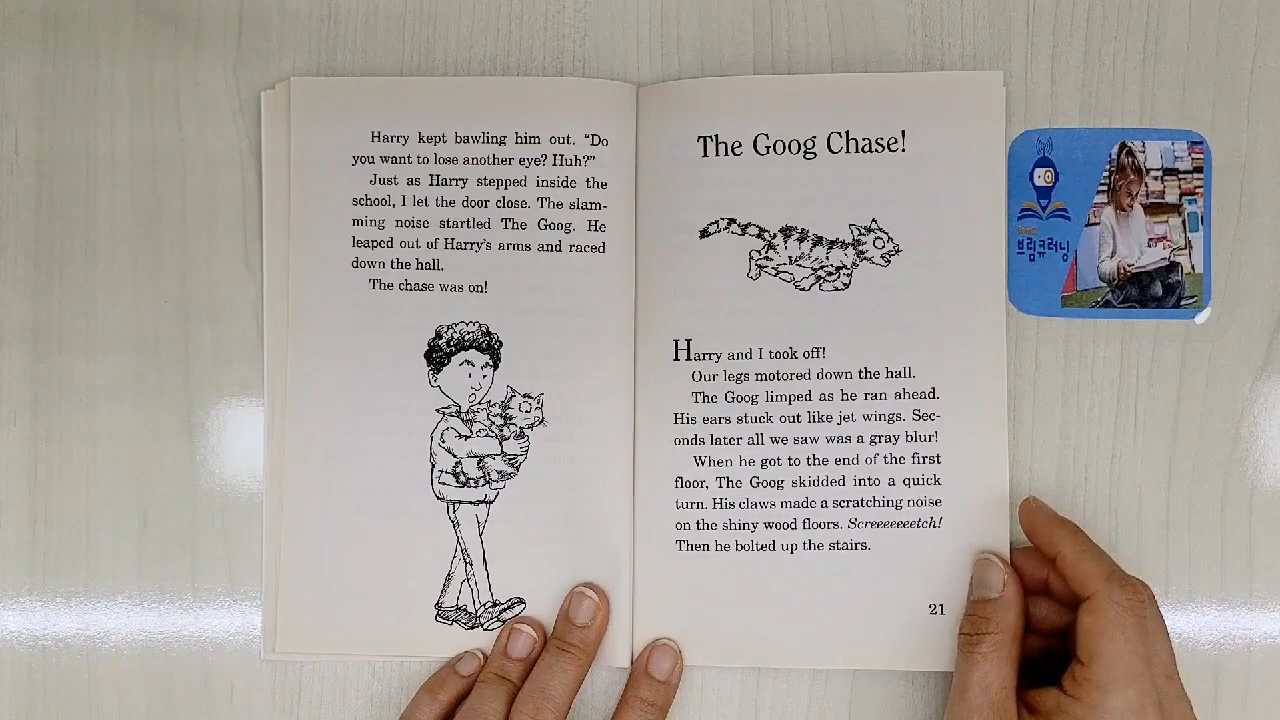 Harry kept bawling him out. “Do
you want to lose another eye? Huh?”
Just as Harry stepped inside the
school, I let the door close. The slam-
ming noise startled The Goog. He
leaped out of Harry’s arms and raced
down the hall.
The chase was on!
The Goog Chase!
Harry and I took off!
Our legs motored down the hall.
The Goog limped as he ran ahead.
His ears stuck out like jet wings. Sec-
onds later all we saw was a gray blur!
When he got to the end of the first
floor, The Goog skidded into a quick
turn. His claws made a scratching noise
on the shiny wood floors. Screeeeeeetch!
Then he bolted up the stairs.
21
브림큐러닝